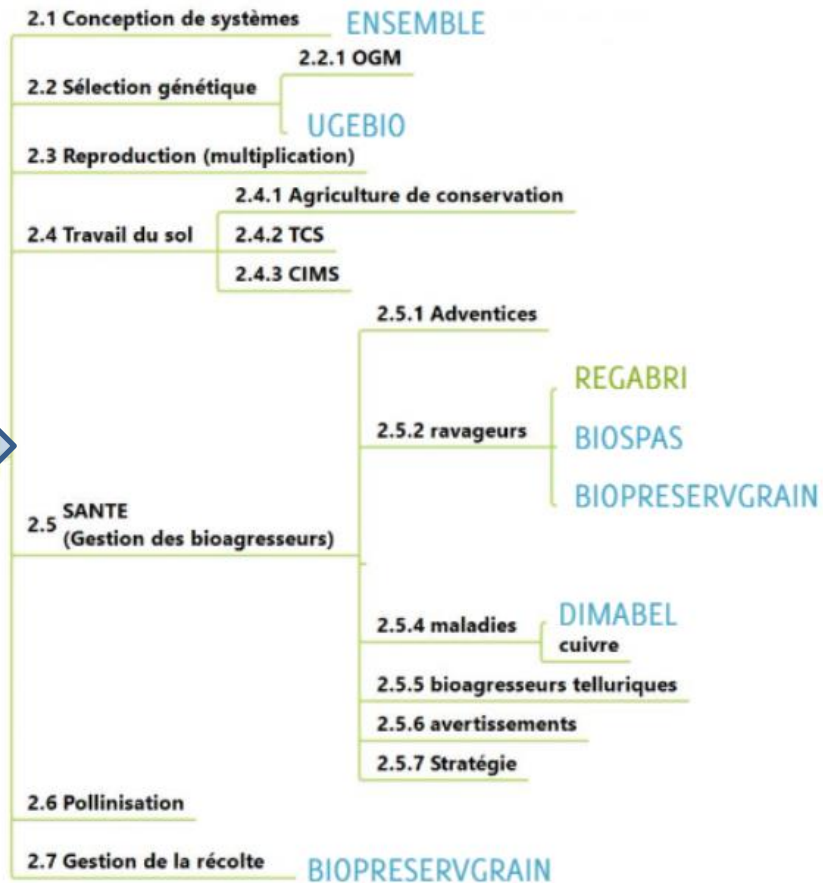 2.1 Conception de systèmes ENSEMBLE
2.2.1 OGM
2.2 Sélection génétique
UGEBIO
2.3 Reproduction (multiplication)
2.4.1 Agriculture de conservation
2.4 Travail du sol 2.4.2 TCS
2.4.3 CIMS
2.5.1 Adventices
REGABRI
2.5.2 ravageurs BIOSPAS
BIOPRESERVGRAIN
2.5 SANTE
(Gestion des bioagresseurs)
DIMABEL
2.5.4 maladies
cuivre
2.5.5 bioagresseurs telluriques
2.5.6 avertissements
2.5.7 Stratégie
2.6 Pollinisation
2.7 Gestion de la récolte BIOPRESERVGRAIN